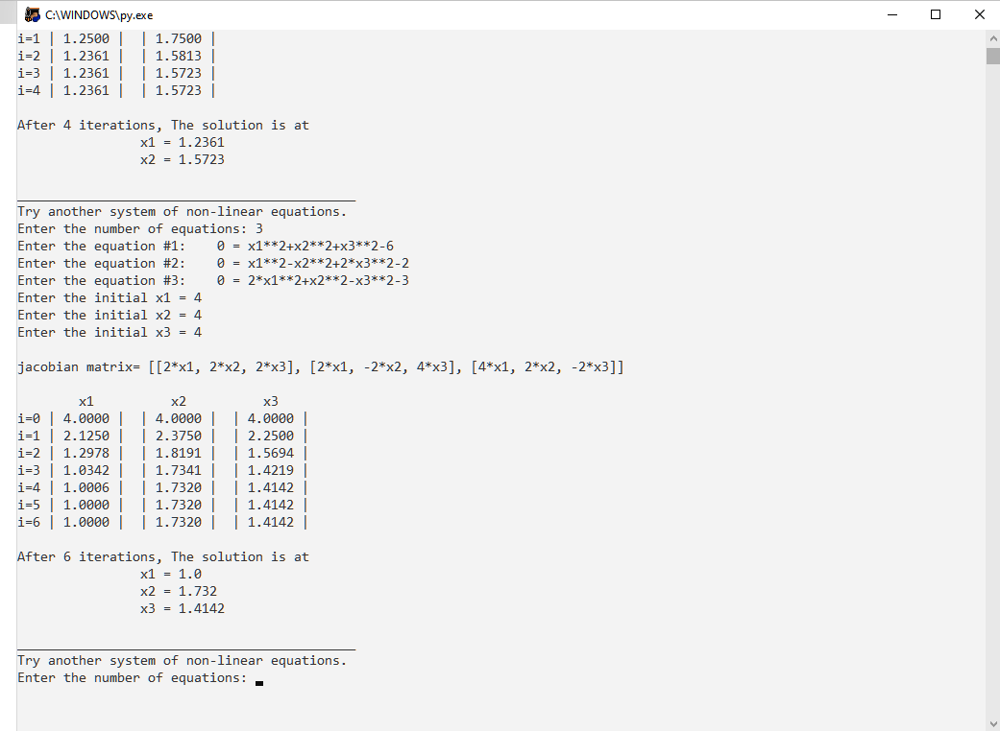 C:\WINDOWS\py.exe
i=1 | 1.2500 |  | 1.7500 |
i=2 | 1.2361 |  | 1.5813 |
i=3 | 1.2361 |  | 1.5723 |
i=4 | 1.2361 |  | 1.5723 |
After 4 iterations, The solution is at
x1 = 1.2361
x2 = 1.5723
____________________________________________
Try another system of non-linear equations.
Enter the number of equations: 3
Enter the equation #1:    0 = x1**2+x2**2+x3**2-6
Enter the equation #2:    0 = x1**2-x2**2+2*x3**2-2
Enter the equation #3:    0 = 2*x1**2+x2**2-x3**2-3
Enter the initial x1 = 4
Enter the initial x2 = 4
Enter the initial x3 = 4
jacobian matrix= [[2*x1, 2*x2, 2*x3], [2*x1, -2*x2, 4*x3], [4*x1, 2*x2, -2*x3]]
x1          x2          x3
i=0 | 4.0000 |  | 4.0000 |  | 4.0000 |
i=1 | 2.1250 |  | 2.3750 |  | 2.2500 |
i=2 | 1.2978 |  | 1.8191 |  | 1.5694 |
i=3 | 1.0342 |  | 1.7341 |  | 1.4219 |
i=4 | 1.0006 |  | 1.7320 |  | 1.4142 |
i=5 | 1.0000 |  | 1.7320 |  | 1.4142 |
i=6 | 1.0000 |  | 1.7320 |  | 1.4142 |
After 6 iterations, The solution is at
x1 = 1.0
x2 = 1.732
x3 = 1.4142
____________________________________________
Try another system of non-linear equations.
Enter the number of equations: